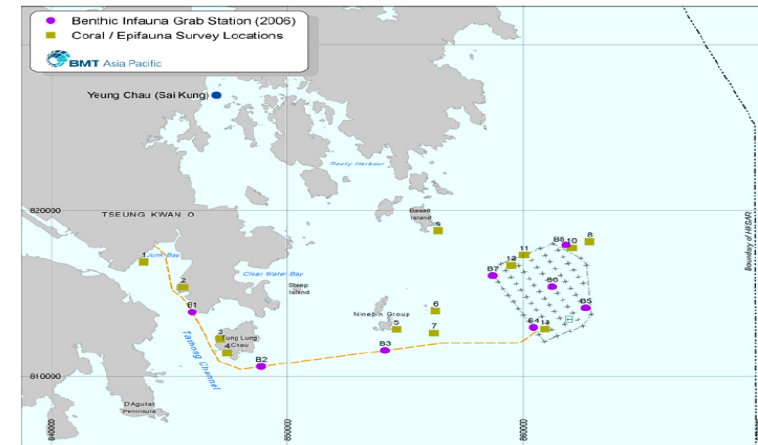 Benthic Infauna Grab Station (2006)
Coral / Epifauna Survey Locations
BMT Asia Pacific
Yeung Chau (Sai Kung)
Rocky Harbour
820000
TSEUNG KWAN O
Basalt
Island
9
8
B8
10
11
12
1
Junk Bay
Clear Water Bay
B7
2
Steep
Island
B6
B1
Ninepin Group
6
B5
5
7
B4
13
3
Tung Lung
Chau
4
Tathong Channel
B2
B3
810000
D'Aguilar
Peninsula
840000
850000
860000
Boundary of HKSAR